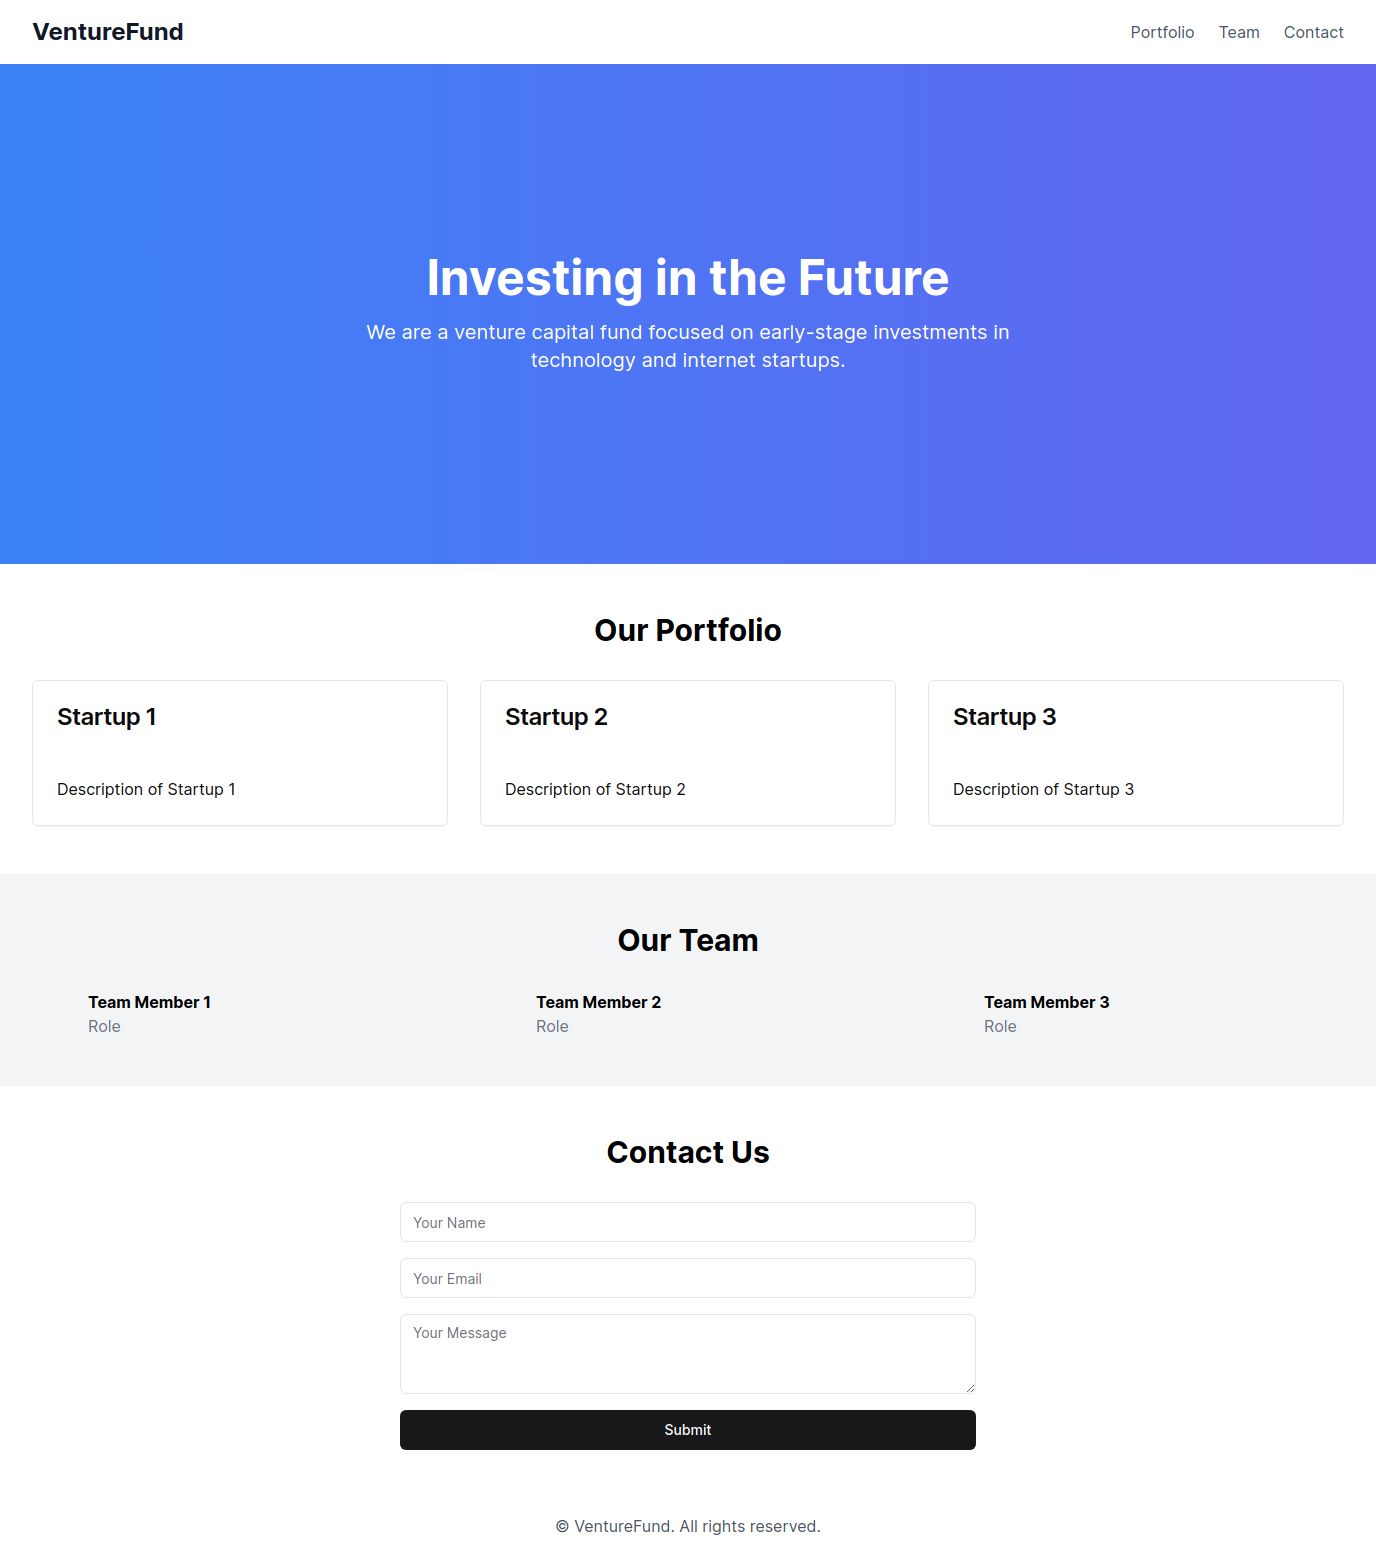 VentureFund
Portfolio Team Contact
Investing in the Future
We are a venture capital fund focused on early-stage investments in
technology and internet startups.
Our Portfolio
Startup 1
Description of Startup 1
Startup 2
Description of Startup 2
Startup 3
Description of Startup 3
Our Team
Team Member 1
Role
Team Member 2
Role
Team Member 3
Role
Contact Us
Your Name
Your Email
Your Message
Submit
© VentureFund. All rights reserved.